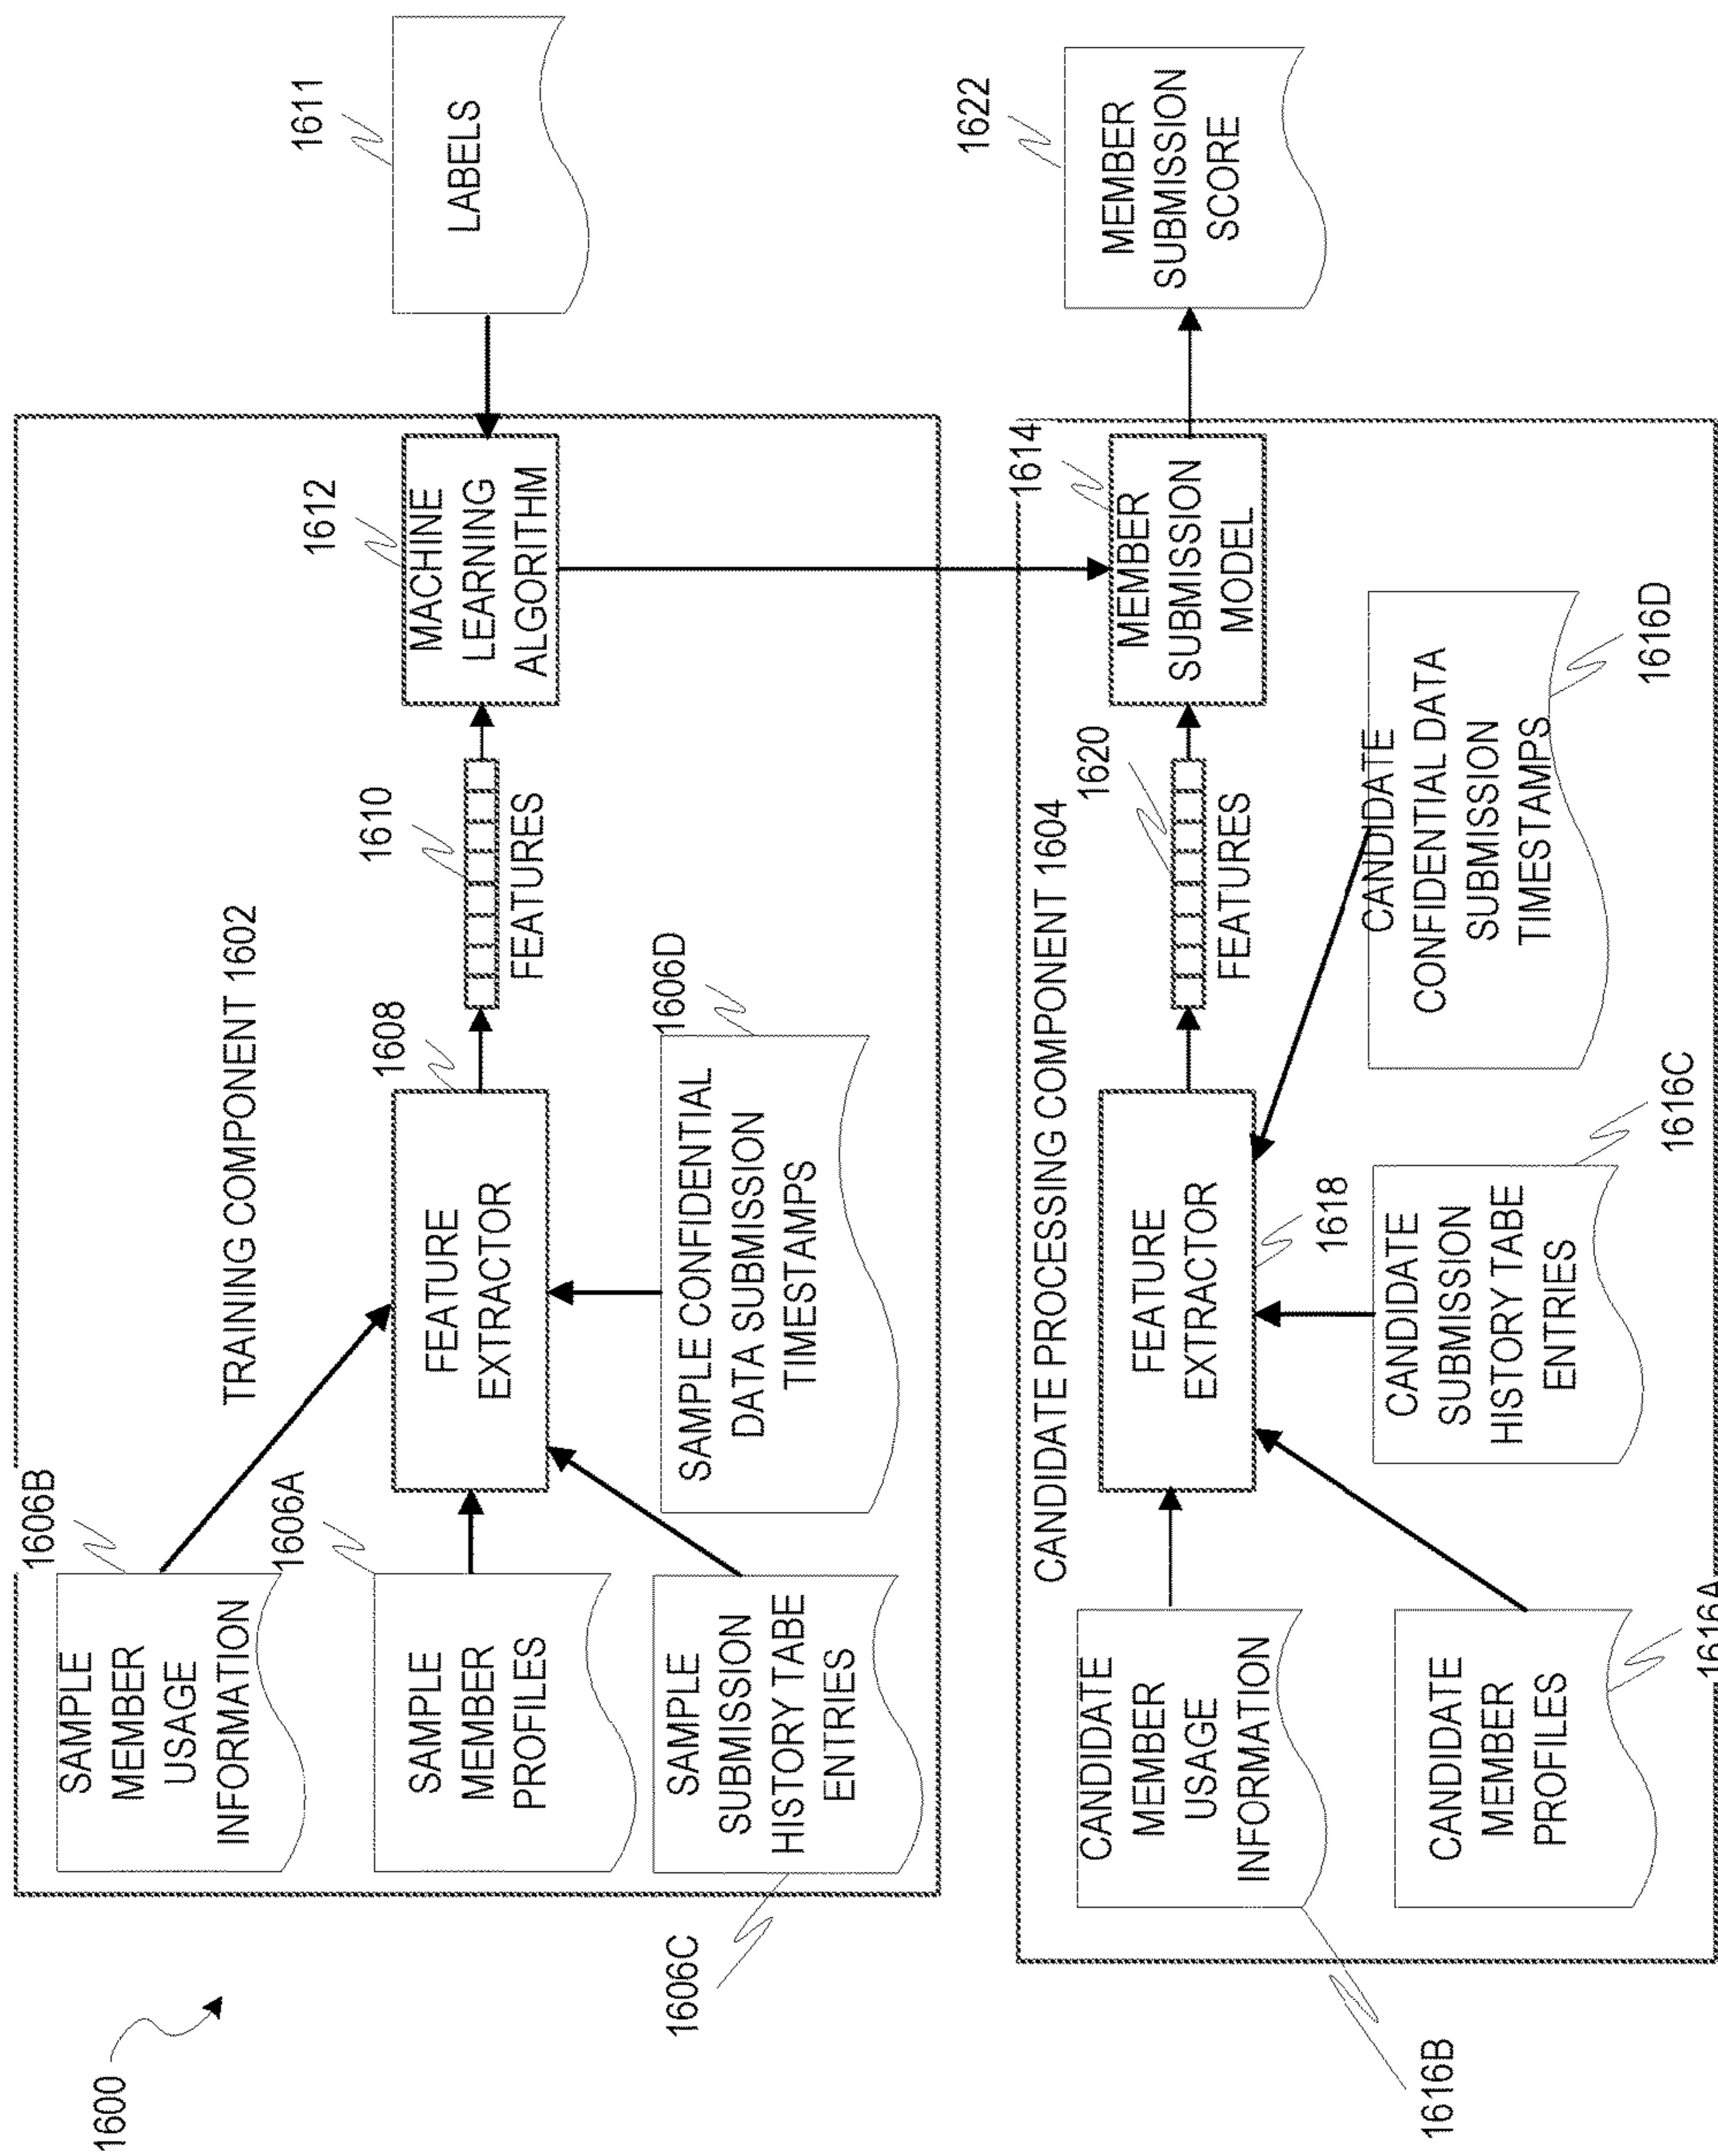 1600
TRAINING COMPONENT 1602
1606B
SAMPLE
MEMBER
USAGE
INFORMATION
1606A
SAMPLE
MEMBER
PROFILES
SAMPLE
SUBMISSION
HISTORY TABE
ENTRIES
1606C
FEATURE
EXTRACTOR
1608
SAMPLE CONFIDENTIAL
DATA SUBMISSION
TIMESTAMPS
1606D
1610
FEATURES
1612
MACHINE
LEARNING
ALGORITHM
1611
LABELS
CANDIDATE PROCESSING COMPONENT 1604
CANDIDATE
MEMBER
USAGE
INFORMATION
1616B
CANDIDATE
MEMBER
PROFILES
1616A
FEATURE
EXTRACTOR
1618
CANDIDATE
SUBMISSION
HISTORY TABE
ENTRIES
1616C
CANDIDATE
CONFIDENTIAL DATA
SUBMISSION
TIMESTAMPS
1616D
1620
FEATURES
1614
MEMBER
SUBMISSION
MODEL
1622
MEMBER
SUBMISSION
SCORE